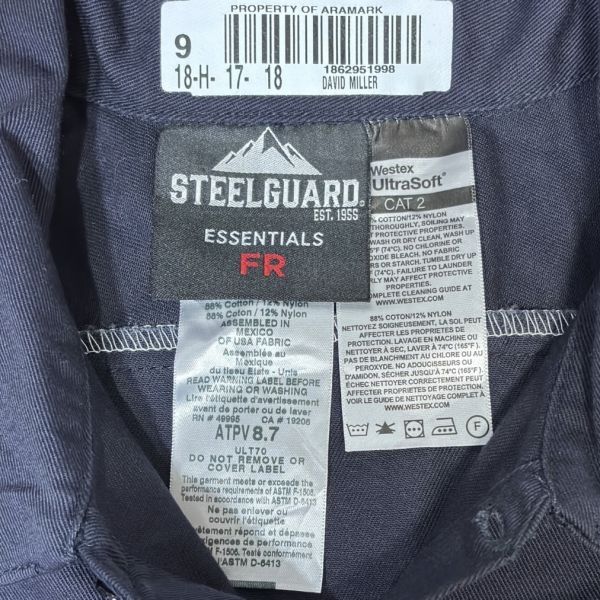 PROPERTY OF ARAMARK
9
18-H- 17- 18
1862951998
DAVID MILLER
STEELGUARD
EST. 1955
ESSENTIALS
FR
Westex
UltraSoft
CAT 2
COTTON/12% NYLON
THOROUGHLY, SOILING MAY
PROTECTIVE PROPERTIES.
WASH OR DRY CLEAN, WASH UP
(74°C). NO CHLORINE OR
OXIDE BLEACH, NO FABRIC
OR STARCH. TUMBLE DRY UP
FAILURE TO LAUNDER
MAY AFFECT PROTECTIVE
PROPERTIES.
COMPLETE CLEANING GUIDE AT
WWW.WESTEX.COM
88% COTTON/12% NYLON
NETTOYEZ SOIGNEUSEMENT, LA SOL PEUT
AFFECTER LES PROPRIETES DE
PROTECTION. LAVAGE EN MACHINE OU
NETTOYER À SEC, LAVER À 74°C (165°F).
PAS DE BLANCHIMENT AU CHLORE OU AU
PEROXYDE. NO ADOUCISSEURS OU
D'AMIDON, SÉCHER JUSQU'À 74°C (165°F).
ÉCHEC NETTOYER CORRECTEMENT PEUT
AFFECTER PROPRIETES DE PROTECTION.
VOIR LE GUIDE DE NETTOYAGE COMPLET À
WWW.WESTEX.COM
F
88% Cotton / 12% Nylon
88% Coton / 12% Nylon
ASSEMBLED IN
MEXICO
OF USA FABRIC
Assemblée au
Mexique
du tissu États - Unis
READ WARNING LABEL BEFORE
WEARING OR WASHING
Lire l'étiquette d'avertissement
avant de porter ou de laver
RN # 49995 CA # 19206
ATPV 8.7
ULT70
DO NOT REMOVE OR
COVER LABEL
This garment meets or exceeds the
performance requirements of ASTM F-1506.
Tested in accordance with ASTM D-6413
Ne pas enlever ou
couvrir l'étiquette
vêtement répond et dépasse
exigences de performance
F-1506. Testé conformément
l'ASTM D-6413